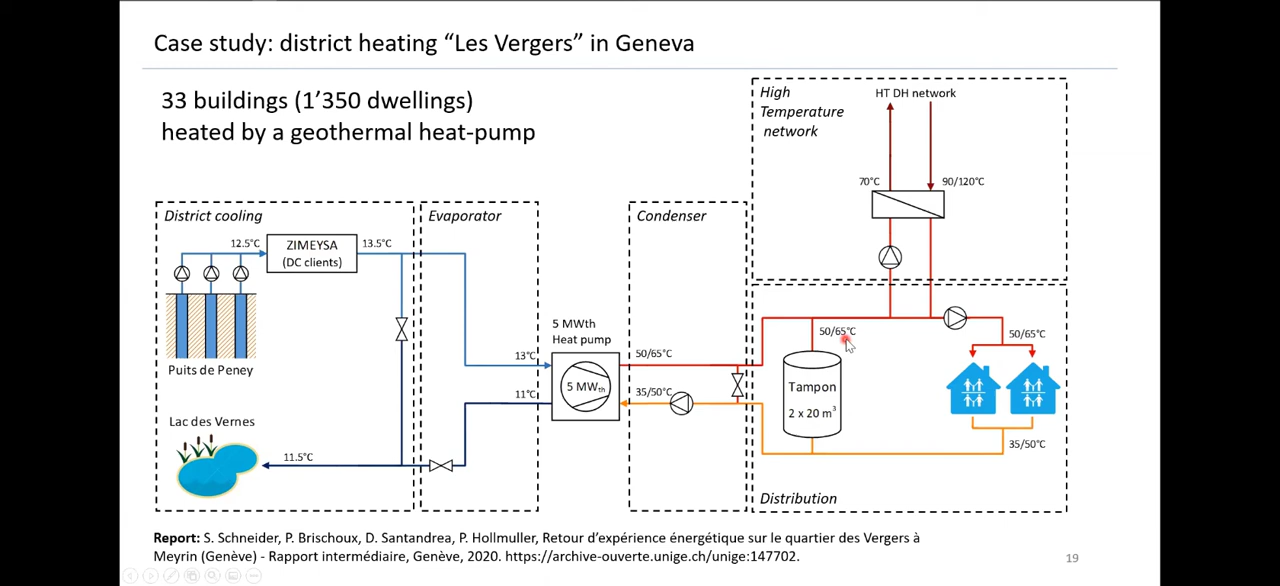 Case study: district heating “Les Vergers” in Geneva
33 buildings (1’350 dwellings)
heated by a geothermal heat-pump
High
Temperature
network
HT DH network
70°C
90/120°C
District cooling
Evaporator
Condenser
12.5°C
ZIMEYSA
(DC clients)
13.5°C
Puits de Peney
Lac des Vernes
11.5°C
5 MWth
Heat pump
13°C
11°C
5 MWth
50/65°C
35/50°C
50/65°C
Tampon
2 x 20 m³
50/65°C
35/50°C
Distribution
Report: S. Schneider, P. Brischoux, D. Santandrea, P. Hollmuller, Retour d’expérience énergétique sur le quartier des Vergers à
Meyrin (Genève) - Rapport intermédiaire, Genève, 2020. https://archive-ouverte.unige.ch/unige:147702.
19